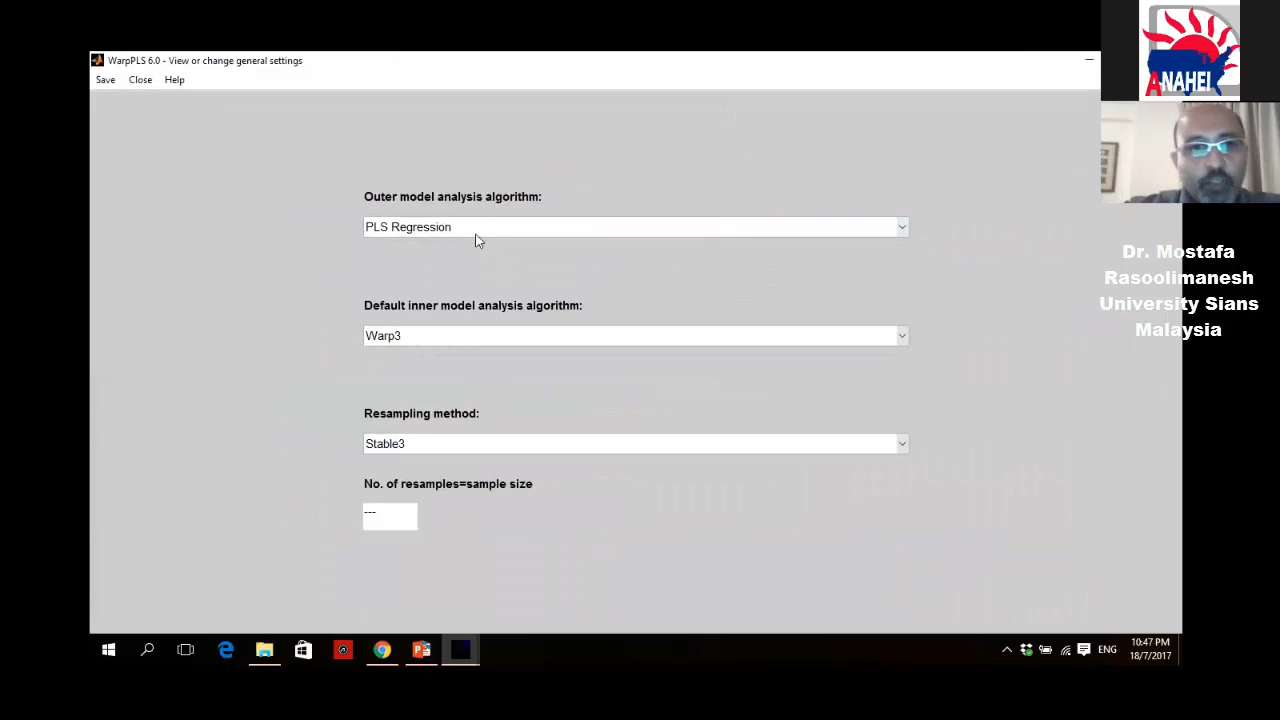 WarpPLS 6.0 - View or change general settings
Save Close Help
Outer model analysis algorithm:
PLS Regression
Default inner model analysis algorithm:
Warp3
Resampling method:
Stable3
No. of resamples=sample size
---
ANAHEI
Dr. Mostafa
Rasoolimanesh
University Sians
Malaysia
ENG
10:47 PM
18/7/2017